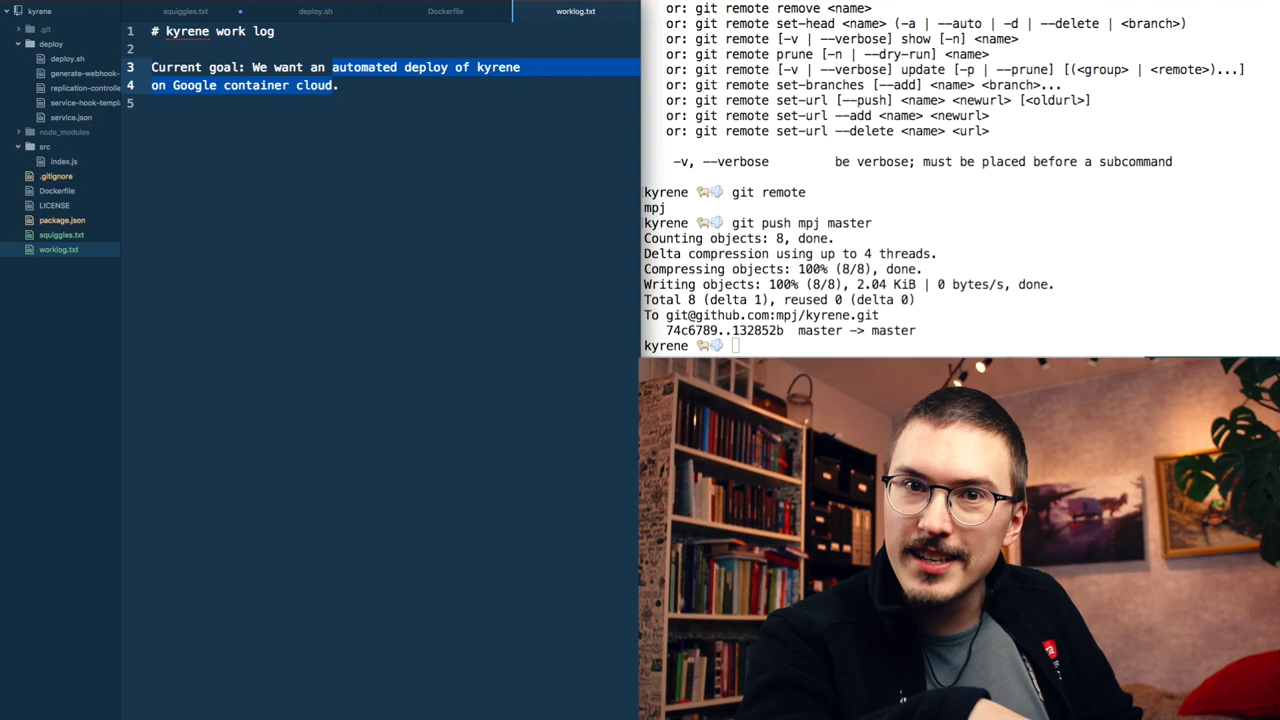 kyrene
.git
deploy
deploy.sh
generate-webhook-
replication-controlle
service-hook-templ
service.json
node_modules
src
index.js
.gitignore
Dockerfile
LICENSE
package.json
squiggles.txt
worklog.txt
squiggles.txt
deploy.sh
Dockerfile
worklog.txt
1 # kyrene work log
2
3 Current goal: We want an automated deploy of kyrene
4 on Google container cloud.
5
or: git remote remove <name>
or: git remote set-head <name> (-a | --auto | -d | --delete | <branch>)
or: git remote [-v | --verbose] show [-n] <name>
or: git remote prune [-n | --dry-run] <name>
or: git remote [-v | --verbose] update [-p | --prune] [(<group> | <remote>)...]
or: git remote set-branches [--add] <name> <branch>...
or: git remote set-url [--push] <name> <newurl> [<oldurl>]
or: git remote set-url --add <name> <newurl>
or: git remote set-url --delete <name> <url>
-v, --verbose be verbose; must be placed before a subcommand
kyrene 🐑💨 git remote
mpj
kyrene 🐑💨 git push mpj master
Counting objects: 8, done.
Delta compression using up to 4 threads.
Compressing objects: 100% (8/8), done.
Writing objects: 100% (8/8), 2.04 KiB | 0 bytes/s, done.
Total 8 (delta 1), reused 0 (delta 0)
To git@github.com:mpj/kyrene.git
74c6789..132852b master -> master
kyrene 🐑💨